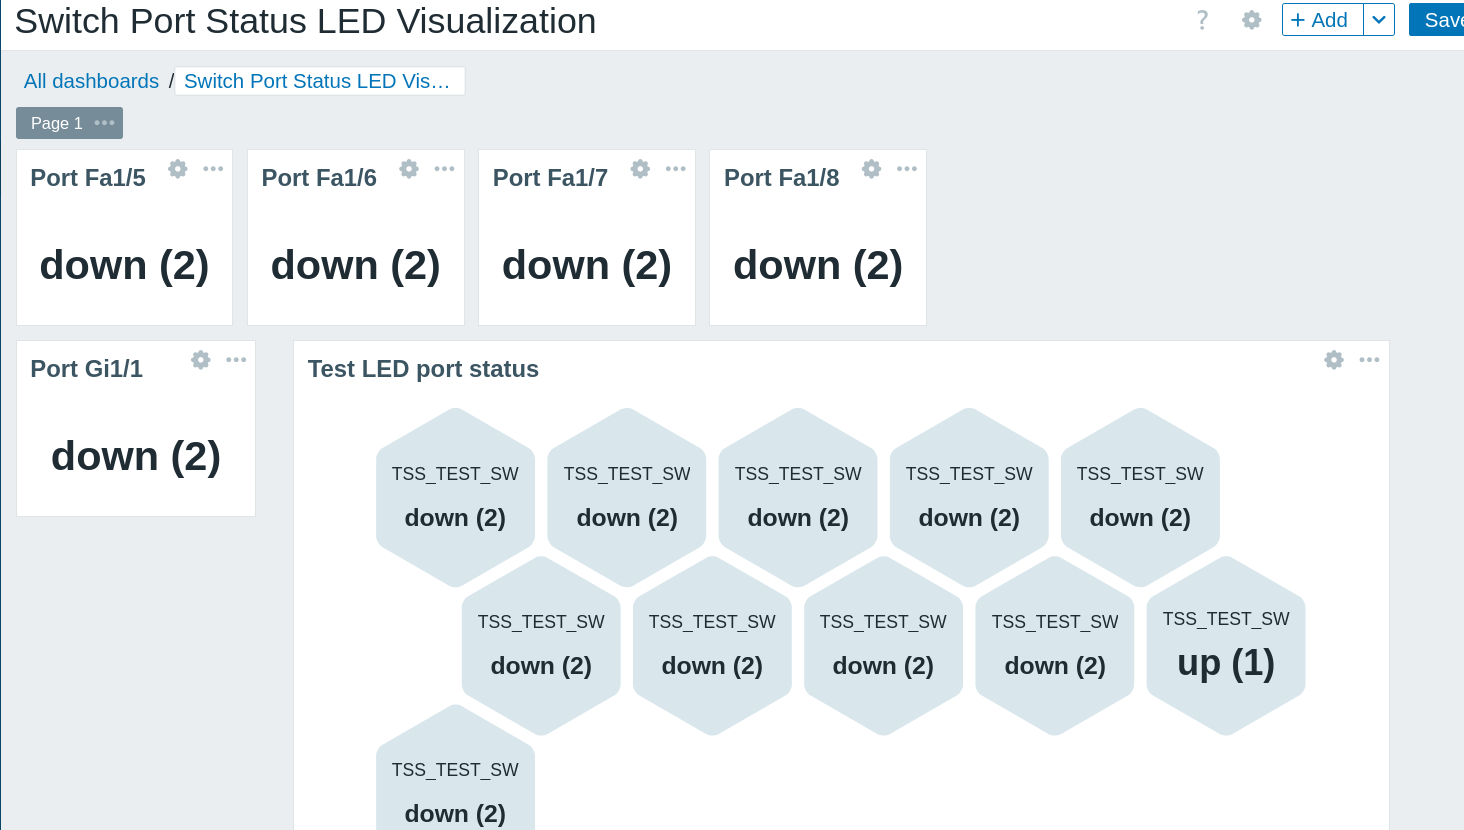 Switch Port Status LED Visualization
? + Add Save
All dashboards / Switch Port Status LED Vis…
Page 1
Port Fa1/5 Port Fa1/6 Port Fa1/7 Port Fa1/8
down (2) down (2) down (2) down (2)
Port Gi1/1
down (2)
Test LED port status
TSS_TEST_SW TSS_TEST_SW TSS_TEST_SW TSS_TEST_SW TSS_TEST_SW
down (2) down (2) down (2) down (2) down (2)
TSS_TEST_SW TSS_TEST_SW TSS_TEST_SW TSS_TEST_SW TSS_TEST_SW
down (2) down (2) down (2) down (2) up (1)
TSS_TEST_SW
down (2)